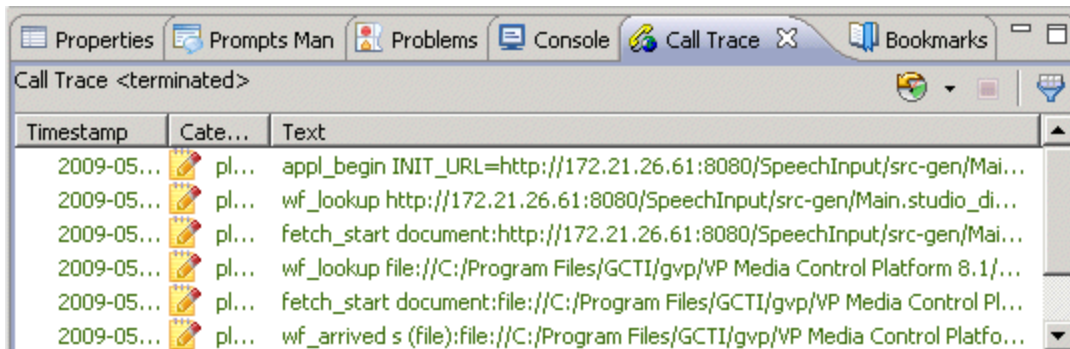 Properties Prompts Man Problems Console Call Trace Bookmarks
Call Trace <terminated>
Timestamp Cate... Text
2009-05... pl... appl_begin INIT_URL=http://172.21.26.61:8080/SpeechInput/src-gen/Mai...
2009-05... pl... wf_lookup http://172.21.26.61:8080/SpeechInput/src-gen/Main.studio_di...
2009-05... pl... fetch_start document:http://172.21.26.61:8080/SpeechInput/src-gen/Mai...
2009-05... pl... wf_lookup file://C:/Program Files/GCTI/gvp/VP Media Control Platform 8.1/...
2009-05... pl... fetch_start document:file://C:/Program Files/GCTI/gvp/VP Media Control Pl...
2009-05... pl... wf_arrived s (file):file://C:/Program Files/GCTI/gvp/VP Media Control Platfo...